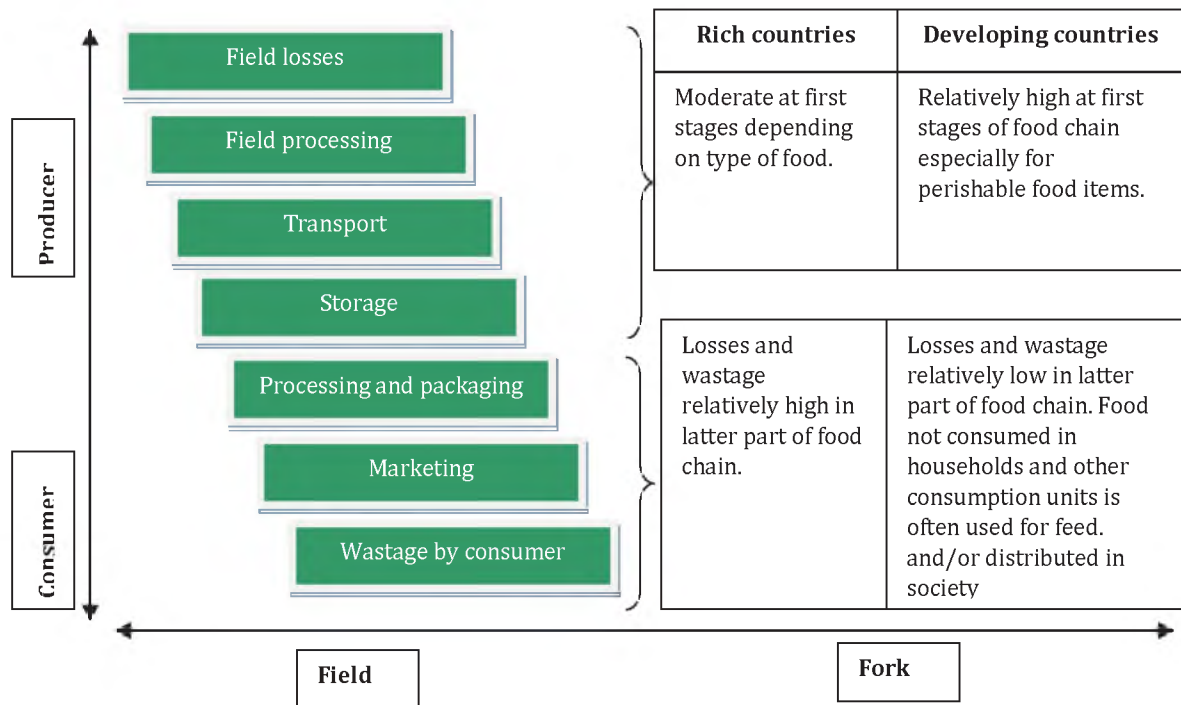 Producer
Consumer
Field losses
Field processing
Transport
Storage
Processing and packaging
Marketing
Wastage by consumer
Rich countries
Developing countries
Moderate at first
stages depending
on type of food.
Relatively high at first
stages of food chain
especially for
perishable food items.
Losses and
wastage
relatively high in
latter part of food
chain.
Losses and wastage
relatively low in latter
part of food chain. Food
not consumed in
households and other
consumption units is
often used for feed.
and/or distributed in
society
Field
Fork